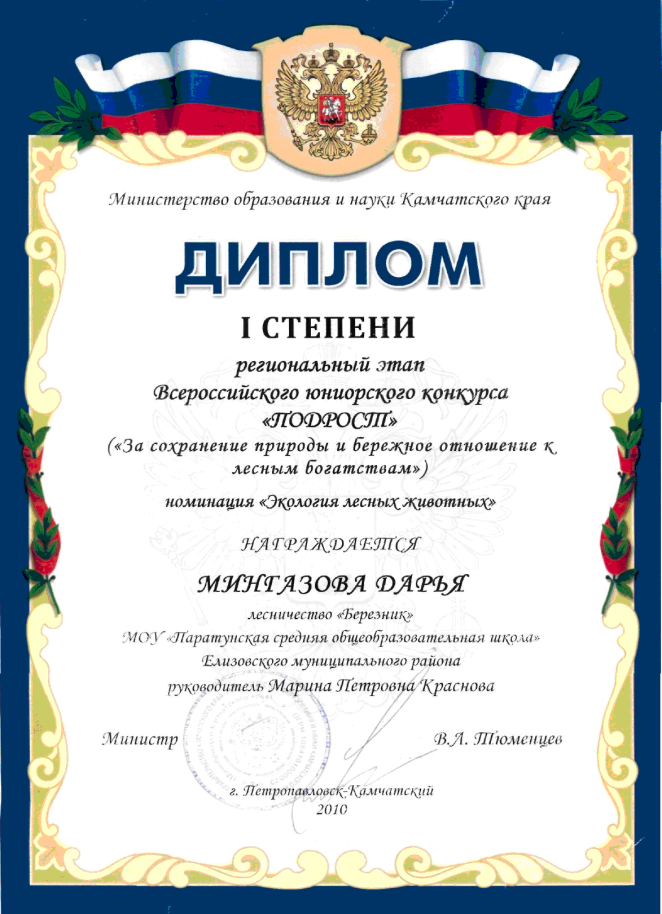 Министерство образования и науки Камчатского края
ДИПЛОМ
I СТЕПЕНИ
региональный этап
Всероссийского юниорского конкурса
«ПОДРОСТ»
(«За сохранение природы и бережное отношение к
лесным богатствам»)
номинация «Экология лесных животных»
НАГРАЖДАЕТСЯ
МИНГАЗОВА ДАРЬЯ
лесничество «Березник»
МОУ «Паратунская средняя общеобразовательная школа»
Елизовского муниципального района
руководитель Марина Петровна Краснова
Министр В.Л. Тюменцев
г. Петропавловск-Камчатский
2010